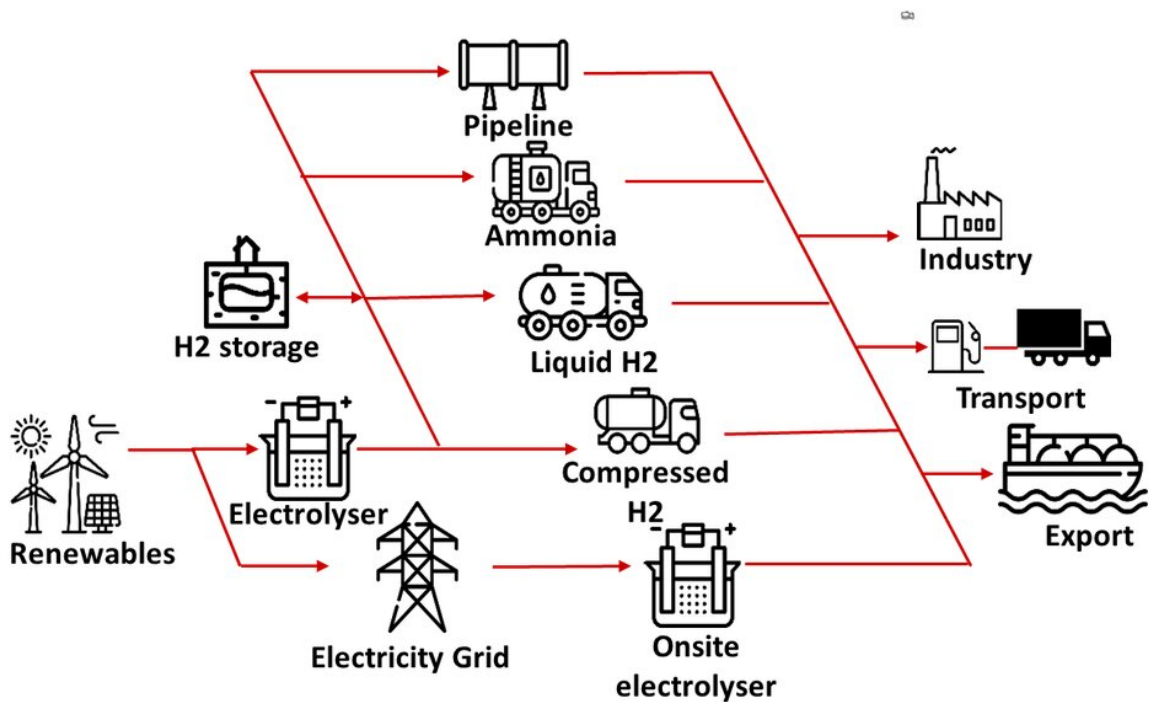 Pipeline
Ammonia
Industry
H2 storage
Liquid H2
Transport
- +
Compressed
H2
Electrolyser
Renewables
Export
- +
Electricity Grid
Onsite
electrolyser